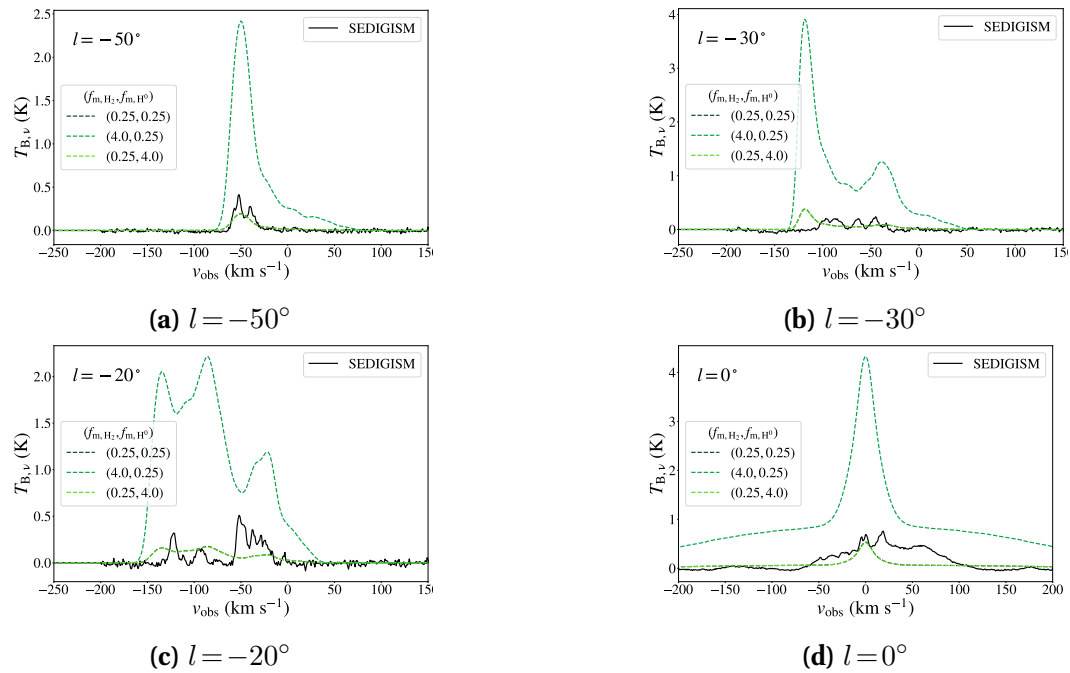 2.5
2.0
1.5
1.0
0.5
0.0
T_B,ν (K)
l = −50°
SEDIGISM
(f_m,H₂, f_m,H⁰)
(0.25, 0.25)
(4.0, 0.25)
(0.25, 4.0)
−250 −200 −150 −100 −50 0 50 100 150
v_obs (km s⁻¹)
(a) l = −50°
4
3
2
1
0
T_B,ν (K)
l = −30°
SEDIGISM
(f_m,H₂, f_m,H⁰)
(0.25, 0.25)
(4.0, 0.25)
(0.25, 4.0)
−250 −200 −150 −100 −50 0 50 100 150
v_obs (km s⁻¹)
(b) l = −30°
2.0
1.5
1.0
0.5
0.0
T_B,ν (K)
l = −20°
SEDIGISM
(f_m,H₂, f_m,H⁰)
(0.25, 0.25)
(4.0, 0.25)
(0.25, 4.0)
−250 −200 −150 −100 −50 0 50 100 150
v_obs (km s⁻¹)
(c) l = −20°
4
3
2
1
0
T_B,ν (K)
l = 0°
SEDIGISM
(f_m,H₂, f_m,H⁰)
(0.25, 0.25)
(4.0, 0.25)
(0.25, 4.0)
−200 −150 −100 −50 0 50 100 150 200
v_obs (km s⁻¹)
(d) l = 0°